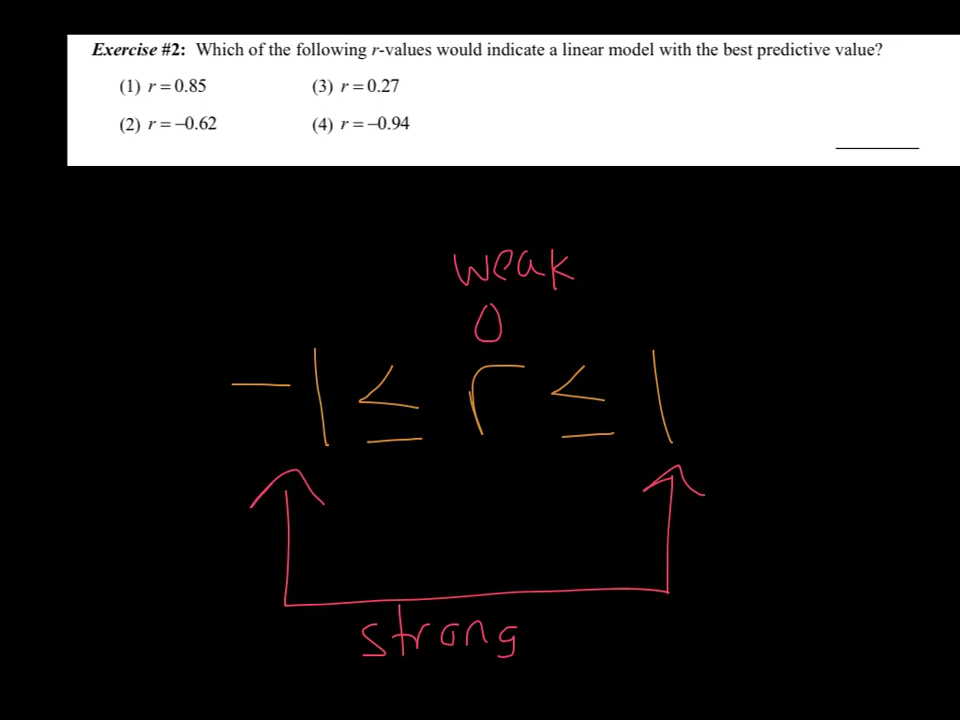 Exercise #2: Which of the following r-values would indicate a linear model with the best predictive value?
(1) r = 0.85 (3) r = 0.27
(2) r = –0.62 (4) r = –0.94
weak
0
-1 ≤ r ≤ 1
strong